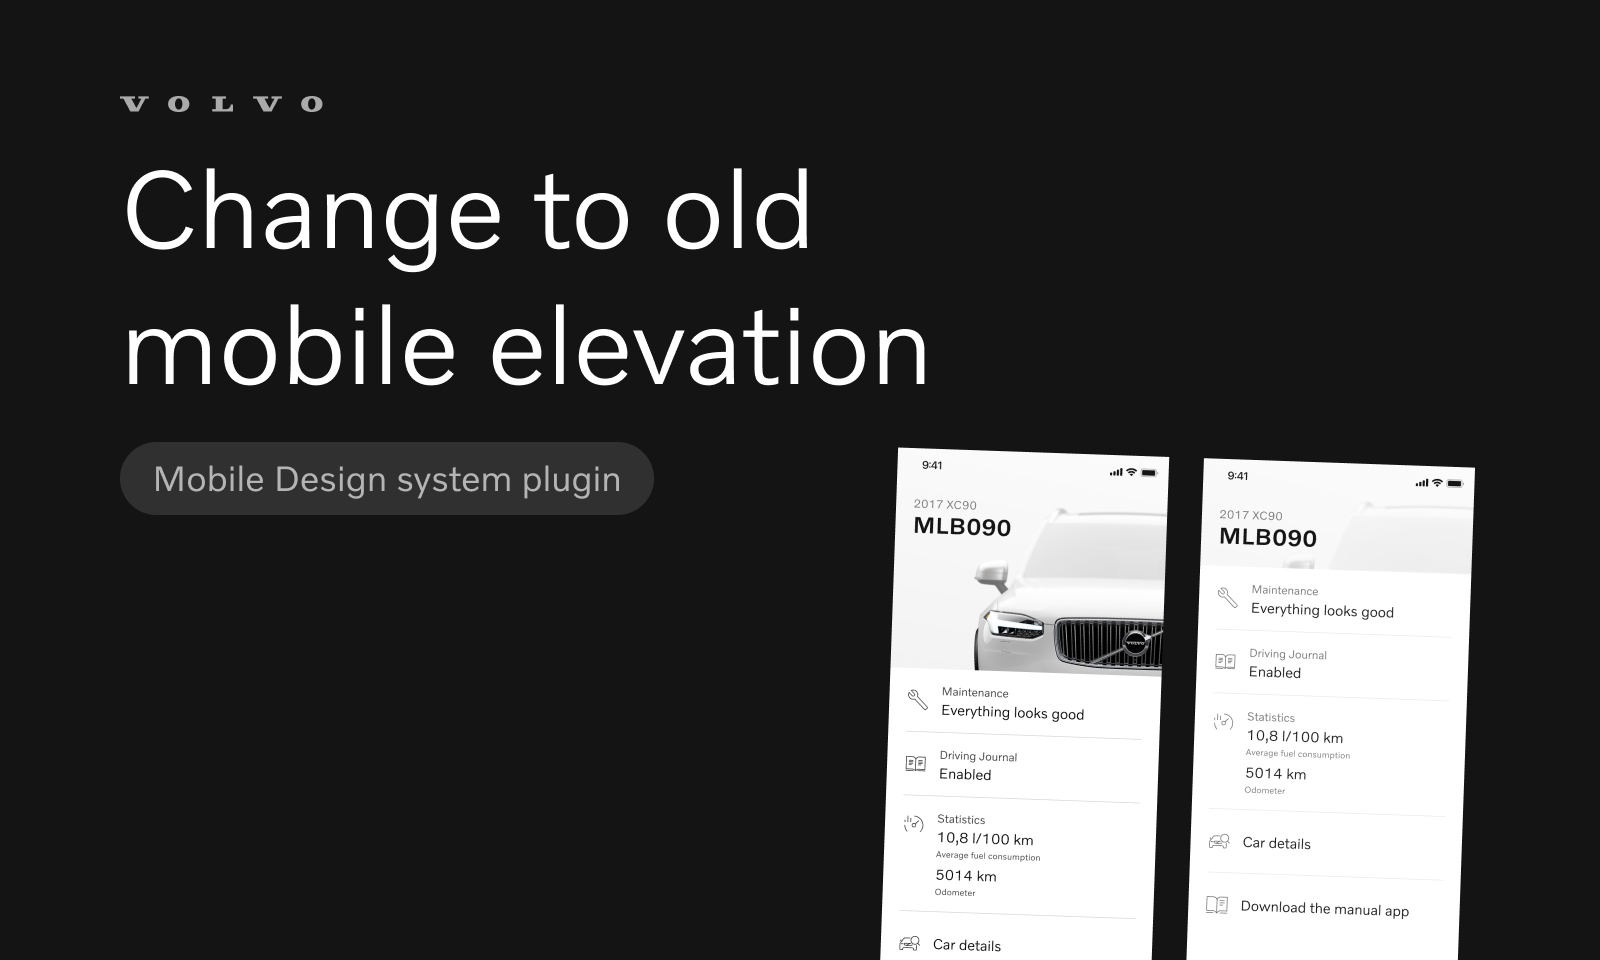 VOLVO
Change to old
mobile elevation
Mobile Design system plugin
9:41
2017 XC90
MLB090
VOLVO
Maintenance
Everything looks good
Driving Journal
Enabled
Statistics
10,8 l/100 km
Average fuel consumption
5014 km
Odometer
Car details
9:41
2017 XC90
MLB090
Maintenance
Everything looks good
Driving Journal
Enabled
Statistics
10,8 l/100 km
Average fuel consumption
5014 km
Odometer
Car details
Download the manual app